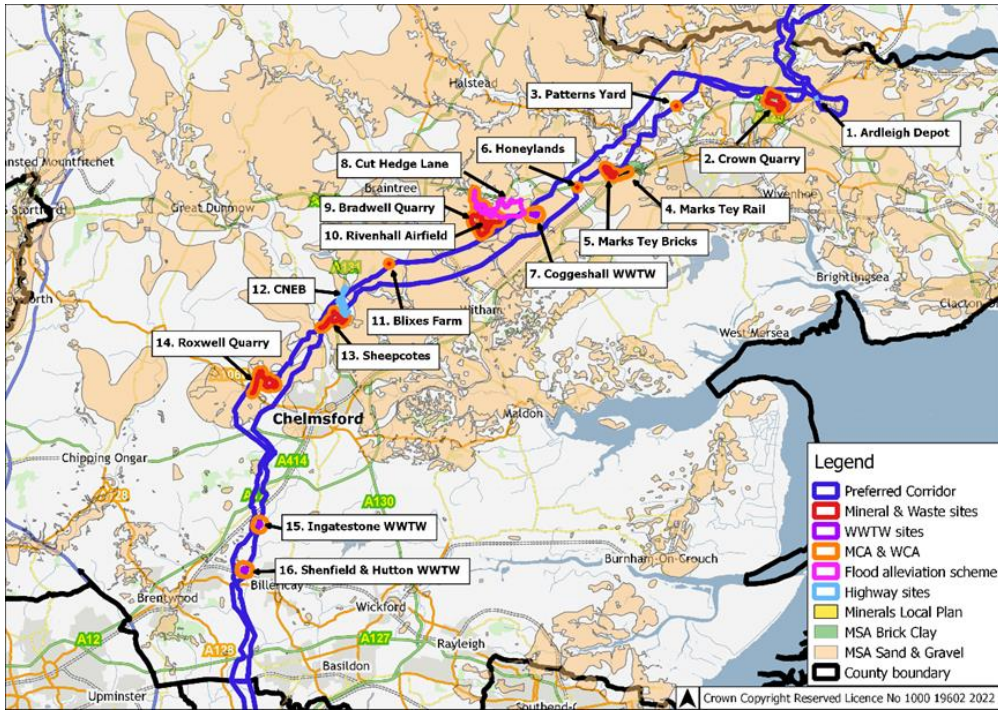 Halstead
3. Patterns Yard
1. Ardleigh Depot
2. Crown Quarry
6. Honeylands
8. Cut Hedge Lane
Braintree
Great Dunmow
Wivenhoe
9. Bradwell Quarry
4. Marks Tey Rail
10. Rivenhall Airfield
5. Marks Tey Bricks
7. Coggeshall WWTW
A131
12. CNEB
Brightlingsea
11. Blixes Farm
Witham
West Mersea
14. Roxwell Quarry
13. Sheepcotes
Chelmsford
Maldon
Chipping Ongar
A414
A130
15. Ingatestone WWTW
Burnham-On-Crouch
16. Shenfield & Hutton WWTW
Billericay
Brentwood
Wickford
A12
A127
Rayleigh
Basildon
Upminster
Legend
Preferred Corridor
Mineral & Waste sites
WWTW sites
MCA & WCA
Flood alleviation scheme
Highway sites
Minerals Local Plan
MSA Brick Clay
MSA Sand & Gravel
County boundary
Crown Copyright Reserved Licence No 1000 19602 2022